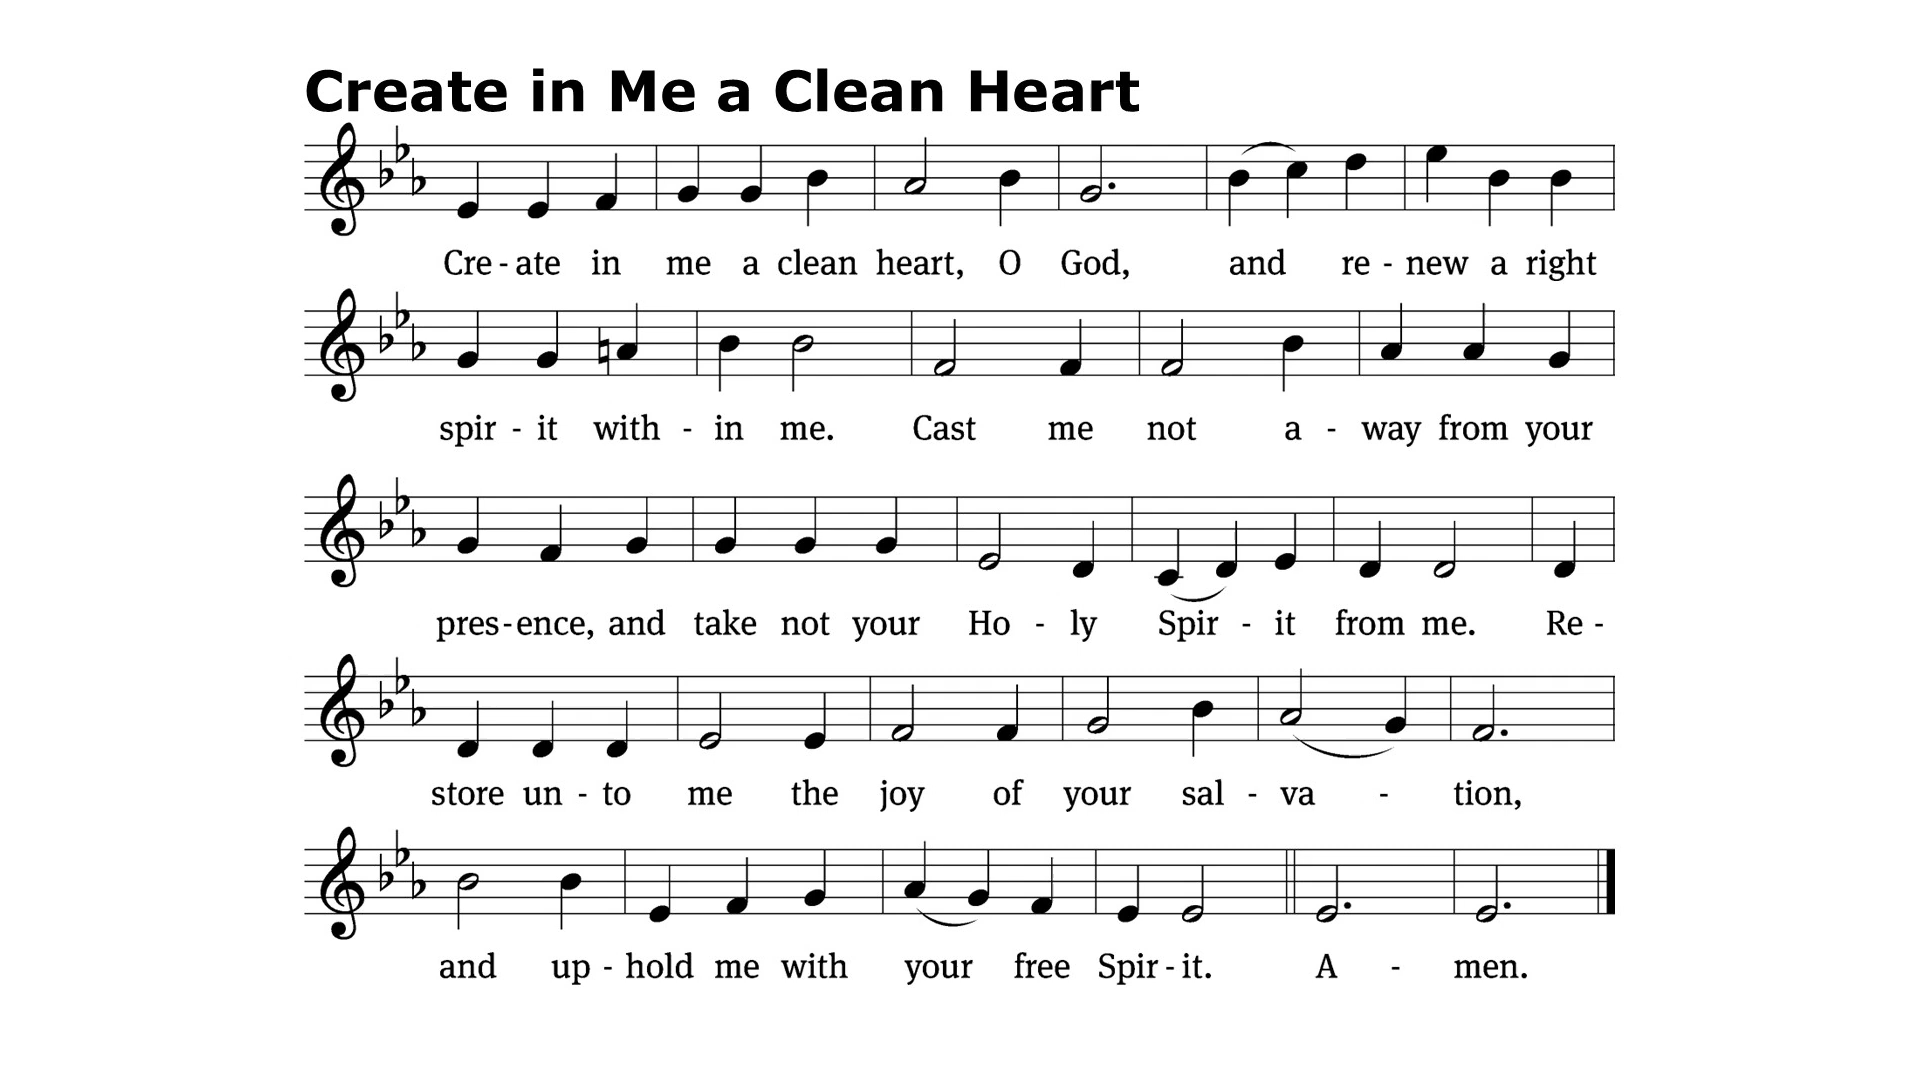 Create in Me a Clean Heart
Cre - ate in me a clean heart, O God, and re - new a right
spir - it with - in me. Cast me not a - way from your
pres - ence, and take not your Ho - ly Spir - it from me. Re -
store un - to me the joy of your sal - va - tion,
and up - hold me with your free Spir - it. A - men.